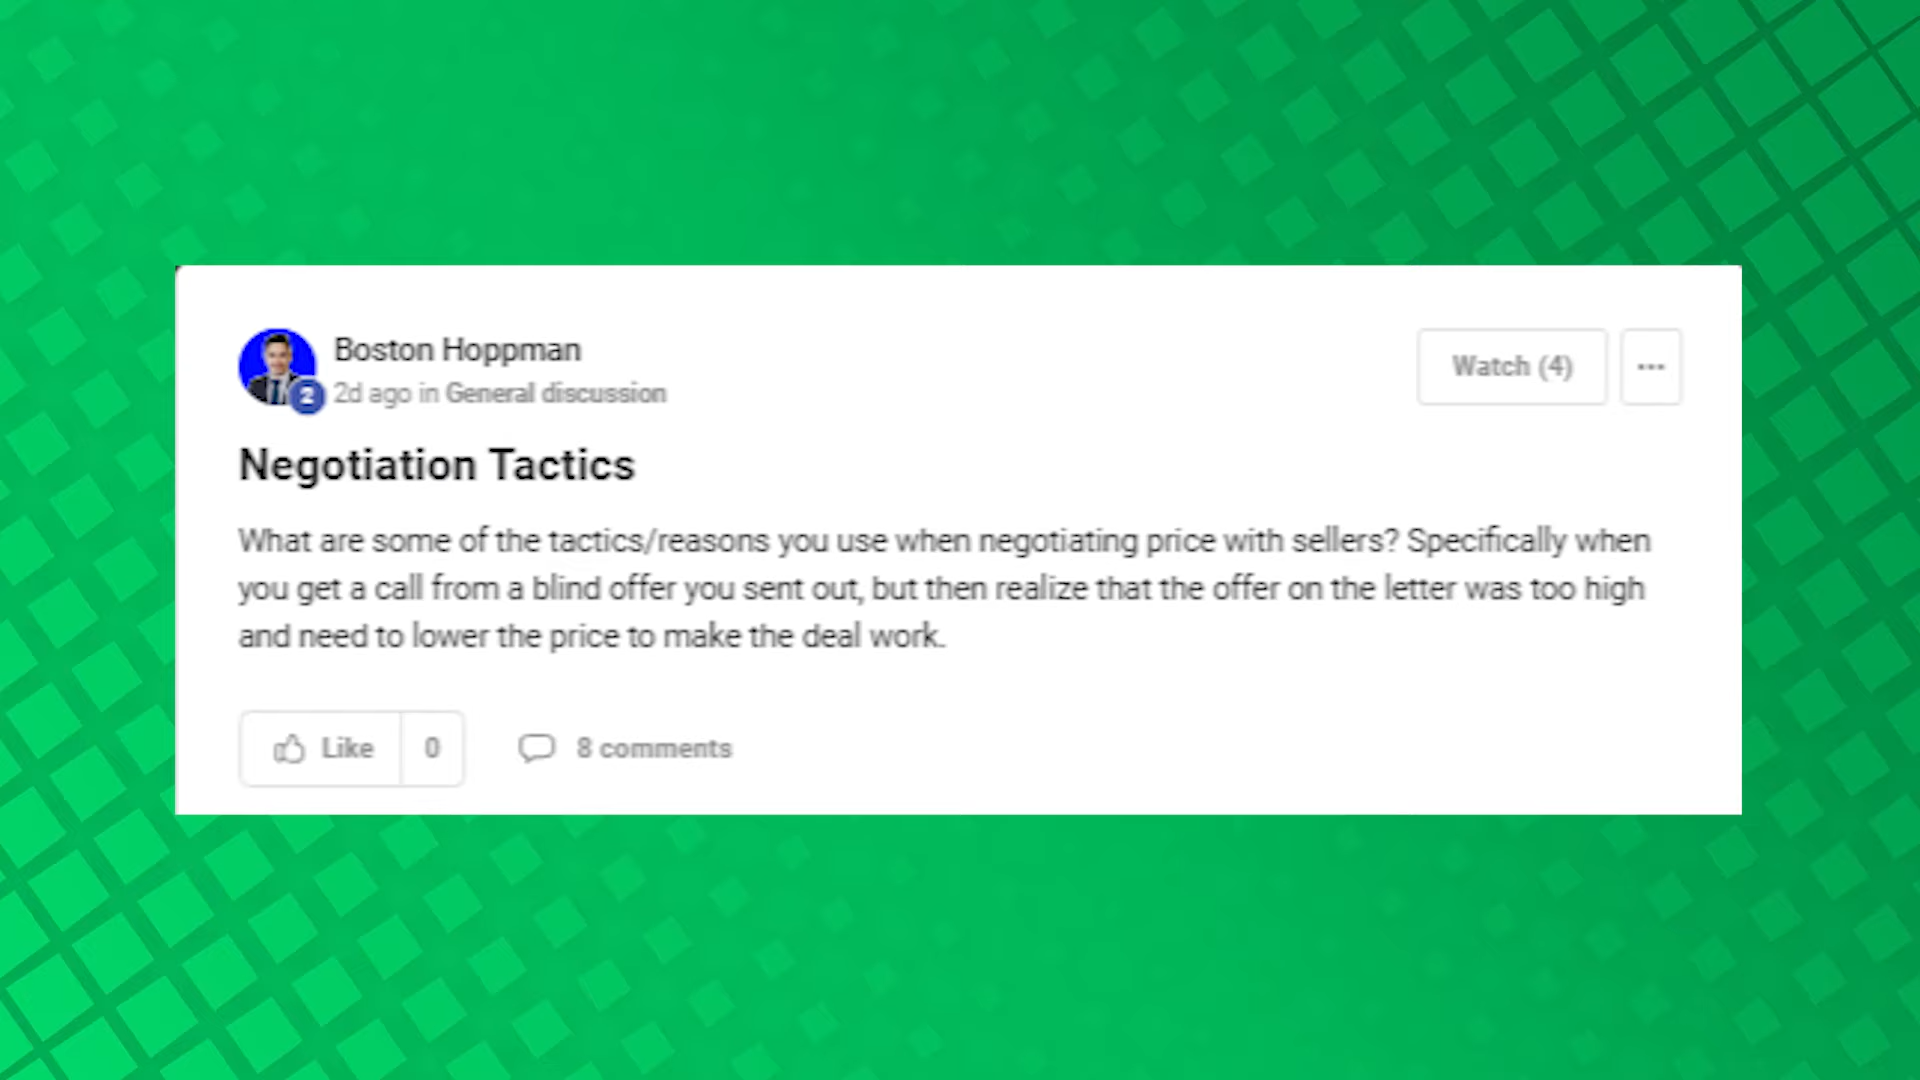 Boston Hoppman
2
2d ago in General discussion
Watch (4)
...
Negotiation Tactics
What are some of the tactics/reasons you use when negotiating price with sellers? Specifically when
you get a call from a blind offer you sent out, but then realize that the offer on the letter was too high
and need to lower the price to make the deal work.
Like 0 8 comments